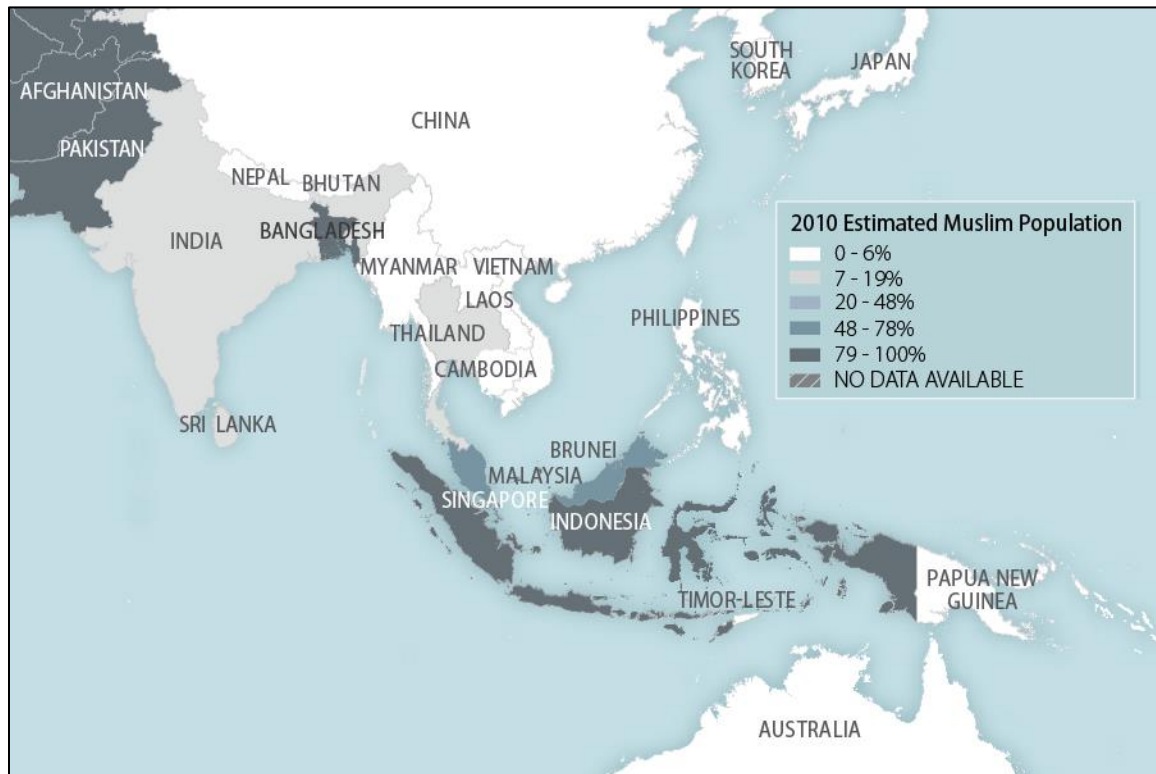 SOUTH
KOREA
JAPAN
AFGHANISTAN
CHINA
PAKISTAN
NEPAL
BHUTAN
2010 Estimated Muslim Population
0 - 6%
7 - 19%
20 - 48%
48 - 78%
79 - 100%
NO DATA AVAILABLE
INDIA
BANGLADESH
MYANMAR
VIETNAM
LAOS
PHILIPPINES
THAILAND
CAMBODIA
SRI LANKA
BRUNEI
MALAYSIA
SINGAPORE
INDONESIA
TIMOR-LESTE
PAPUA NEW
GUINEA
AUSTRALIA